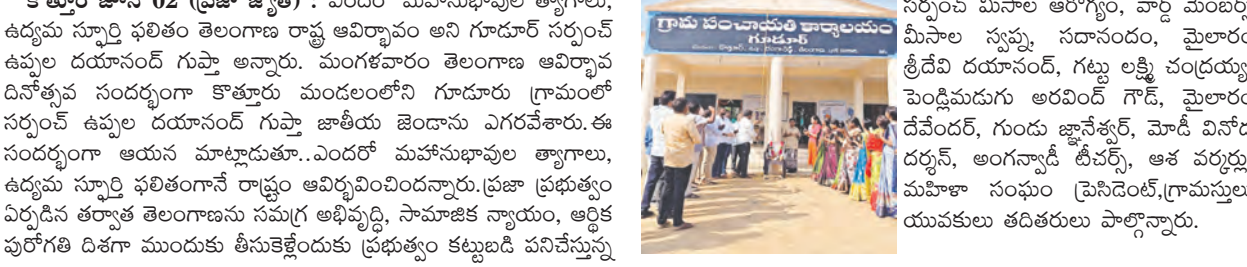 కొత్తూరు జూన్ 02 (ప్రజా జ్యోతి) : ఎందరో మహానుభావుల త్యాగాలు,
ఉద్యమ స్ఫూర్తి ఫలితం తెలంగాణ రాష్ట్ర ఆవిర్భావం అని గూడూర్ సర్పంచ్
ఉప్పల దయానంద్ గుప్తా అన్నారు. మంగళవారం తెలంగాణ ఆవిర్భావ
దినోత్సవ సందర్భంగా కొత్తూరు మండలంలోని గూడూరు గ్రామంలో
సర్పంచ్ ఉప్పల దయానంద్ గుప్తా జాతీయ జెండాను ఎగరవేశారు.ఈ
సందర్భంగా ఆయన మాట్లాడుతూ..ఎందరో మహానుభావుల త్యాగాలు,
ఉద్యమ స్ఫూర్తి ఫలితంగానే రాష్ట్రం ఆవిర్భవించిందన్నారు.ప్రజా ప్రభుత్వం
ఏర్పడిన తర్వాత తెలంగాణను సమగ్ర అభివృద్ధి, సామాజిక న్యాయం, ఆర్థిక
పురోగతి దిశగా ముందుకు తీసుకెళ్లేందుకు ప్రభుత్వం కట్టుబడి పనిచేస్తున్న
గ్రామ పంచాయతి కార్యాలయం
గూడూర్
సర్పంచ్ మీసాల ఆరోగ్యం, వార్డ్ మెంబర్స్
మీసాల స్వప్న, సదానందం, మైలారం
శ్రీదేవి దయానంద్, గట్టు లక్ష్మి చంద్రయ్య,
పెండ్లిమడుగు అరవింద్ గౌడ్, మైలారం
దేవేందర్, గుండు జ్ఞానేశ్వర్, మోడీ వినోద
దర్శన్, అంగన్వాడీ టీచర్స్, ఆశ వర్కర్లు,
మహిళా సంఘం ప్రెసిడెంట్,గ్రామస్తులు
యువకులు తదితరులు పాల్గొన్నారు.